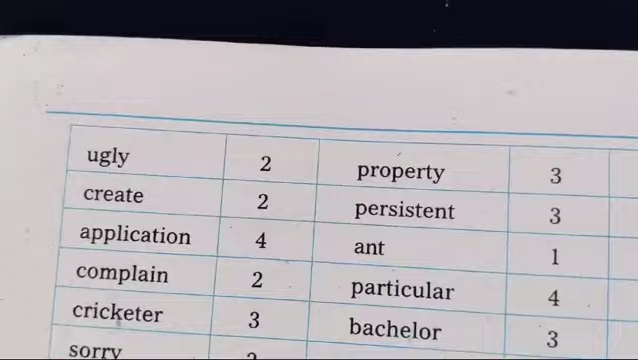 ugly 2 property 3
create 2 persistent 3
application 4 ant 1
complain 2 particular 4
cricketer 3 bachelor 3
sorry